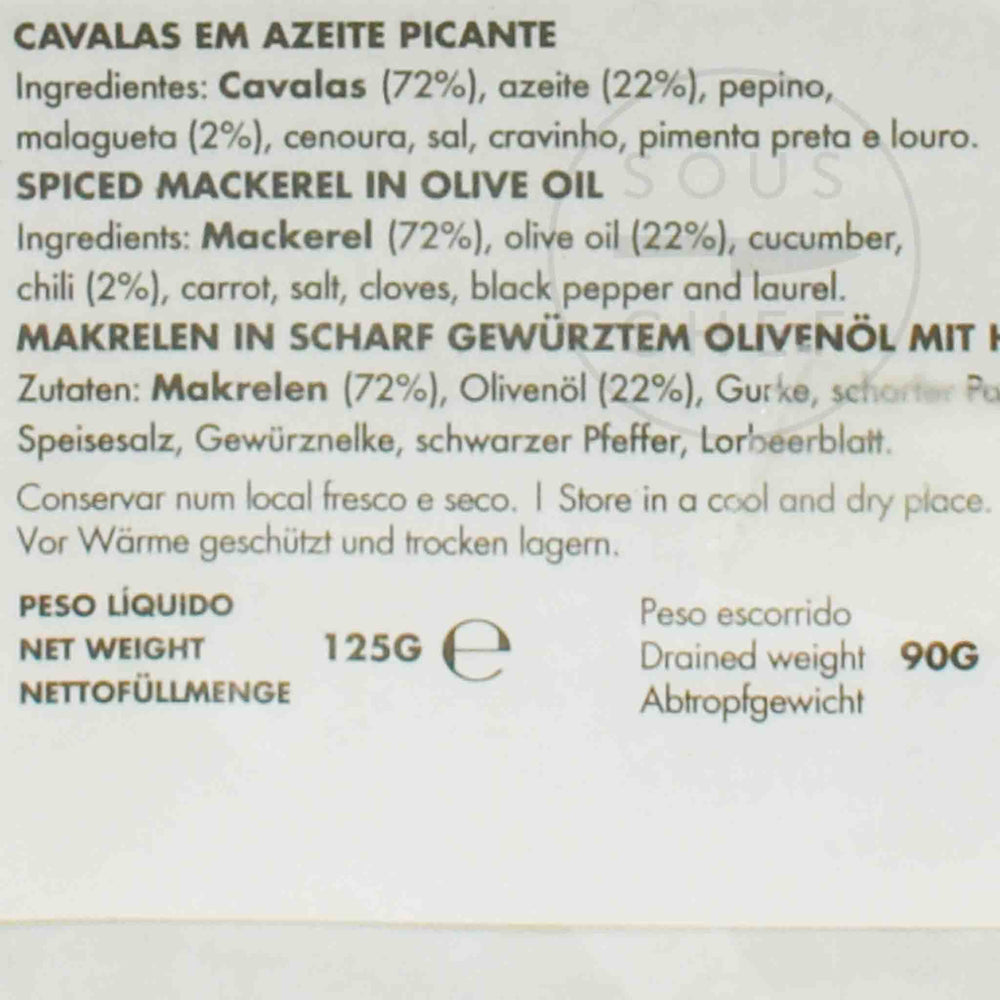 CAVALAS EM AZEITE PICANTE
Ingredientes: Cavalas (72%), azeite (22%), pepino,
malagueta (2%), cenoura, sal, cravinho, pimenta preta e louro.
SPICED MACKEREL IN OLIVE OIL
Ingredients: Mackerel (72%), olive oil (22%), cucumber,
chili (2%), carrot, salt, cloves, black pepper and laurel.
MAKRELEN IN SCHARF GEWÜRZTEM OLIVENÖL MIT
Zutaten: Makrelen (72%), Olivenöl (22%), Gurke, scharfer
Speisesalz, Gewürznelke, schwarzer Pfeffer, Lorbeerblatt.
Conservar num local fresco e seco. | Store in a cool and dry place.
Vor Wärme geschützt und trocken lagern.
PESO LÍQUIDO
NET WEIGHT 125G e
NETTOFÜLLMENGE
Peso escorrido
Drained weight 90G
Abtropfgewicht
SOUS
CHEF